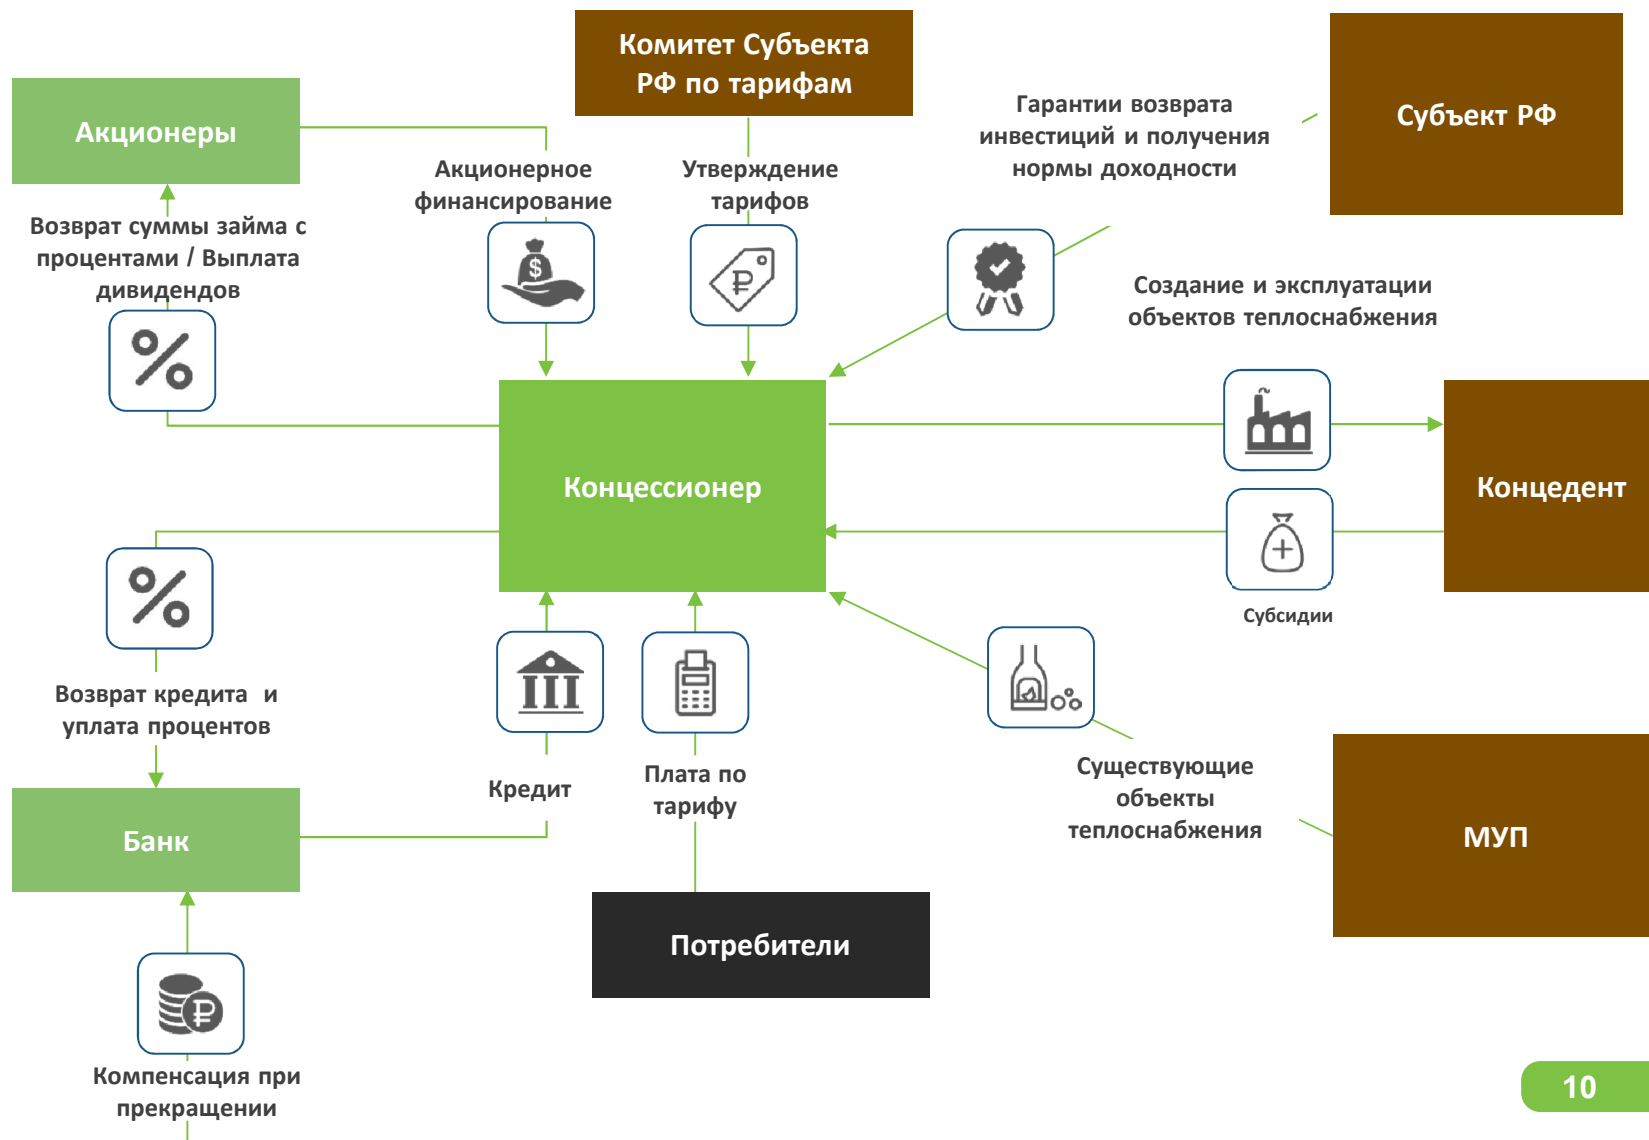 Комитет Субъекта
РФ по тарифам
Субъект РФ
Акционеры
Гарантии возврата
инвестиций и получения
нормы доходности
Акционерное
финансирование
Утверждение
тарифов
Возврат суммы займа с
процентами / Выплата
дивидендов
Создание и эксплуатации
объектов теплоснабжения
Концессионер
Концедент
Субсидии
Возврат кредита и
уплата процентов
Кредит
Плата по
тарифу
Существующие
объекты
теплоснабжения
Банк
МУП
Потребители
Компенсация при
прекращении
10